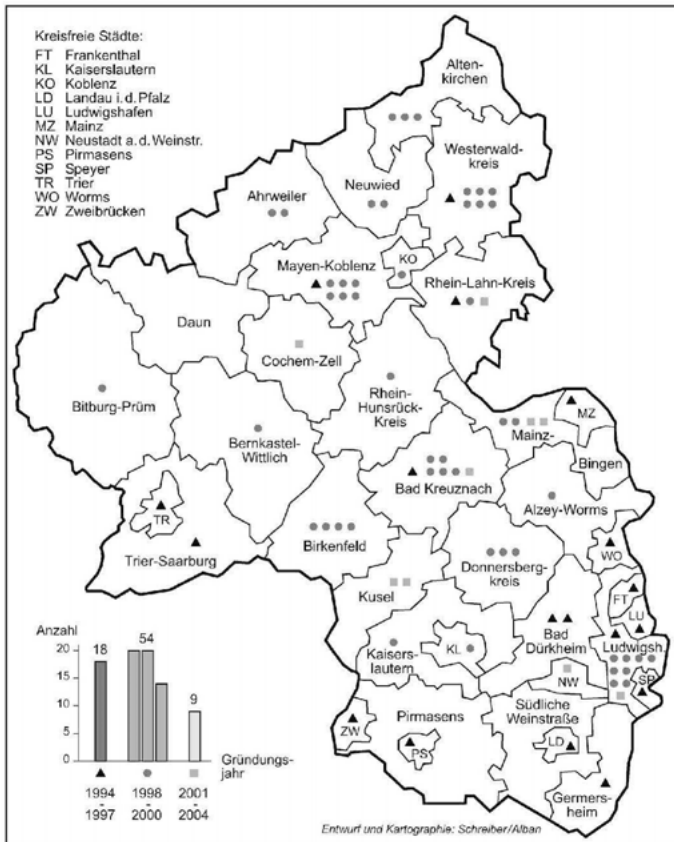 Kreisfreie Städte:
FT Frankenthal
KL Kaiserslautern
KO Koblenz
LD Landau i.d.Pfalz
LU Ludwigshafen
MZ Mainz
NW Neustadt a.d.Weinstr.
PS Pirmasens
SP Speyer
TR Trier
WO Worms
ZW Zweibrücken
Alten-
kirchen
Westerwald-
kreis
Neuwied
Ahrweiler
KO
Mayen-Koblenz
Rhein-Lahn-Kreis
Daun
Cochem-Zell
Bitburg-Prüm
Rhein-
Hunsrück-
Kreis
MZ
Mainz-
Bingen
Bernkastel-
Wittlich
Bad Kreuznach
Alzey-Worms
TR
Trier-Saarburg
Birkenfeld
Donnersberg-
kreis
WO
Kusel
FT
LU
Bad
Dürkheim
Ludwigsh.
Kaisers-
lautern
KL
NW
SP
Pirmasens
Südliche
Weinstraße
ZW
PS
LD
Germers-
heim
Anzahl
18
54
9
20
15
10
5
0
Gründungs-
jahr
1994
-
1997
1998
-
2000
2001
-
2004
Entwurf und Kartographie: Schreiber/Alban